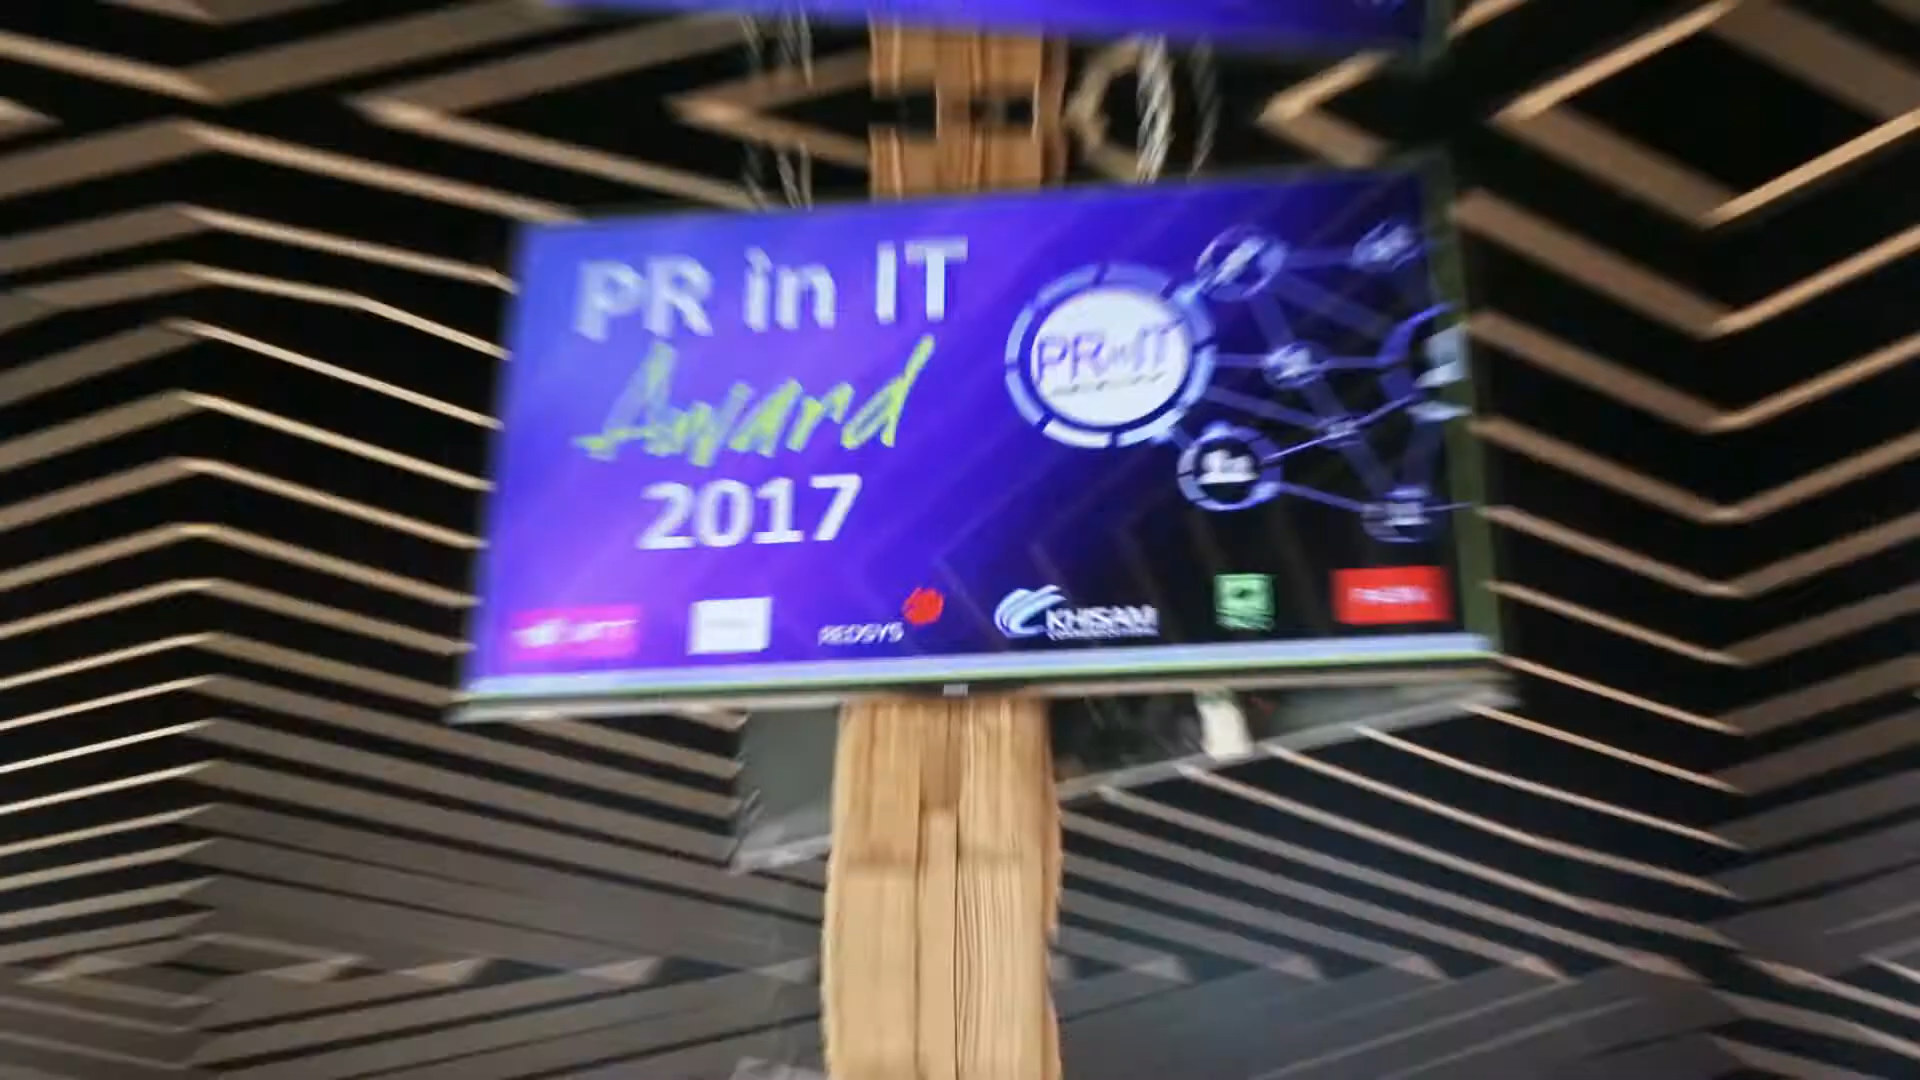 PR in IT
Award
2017
PR in IT
REDSYS
KHISAM